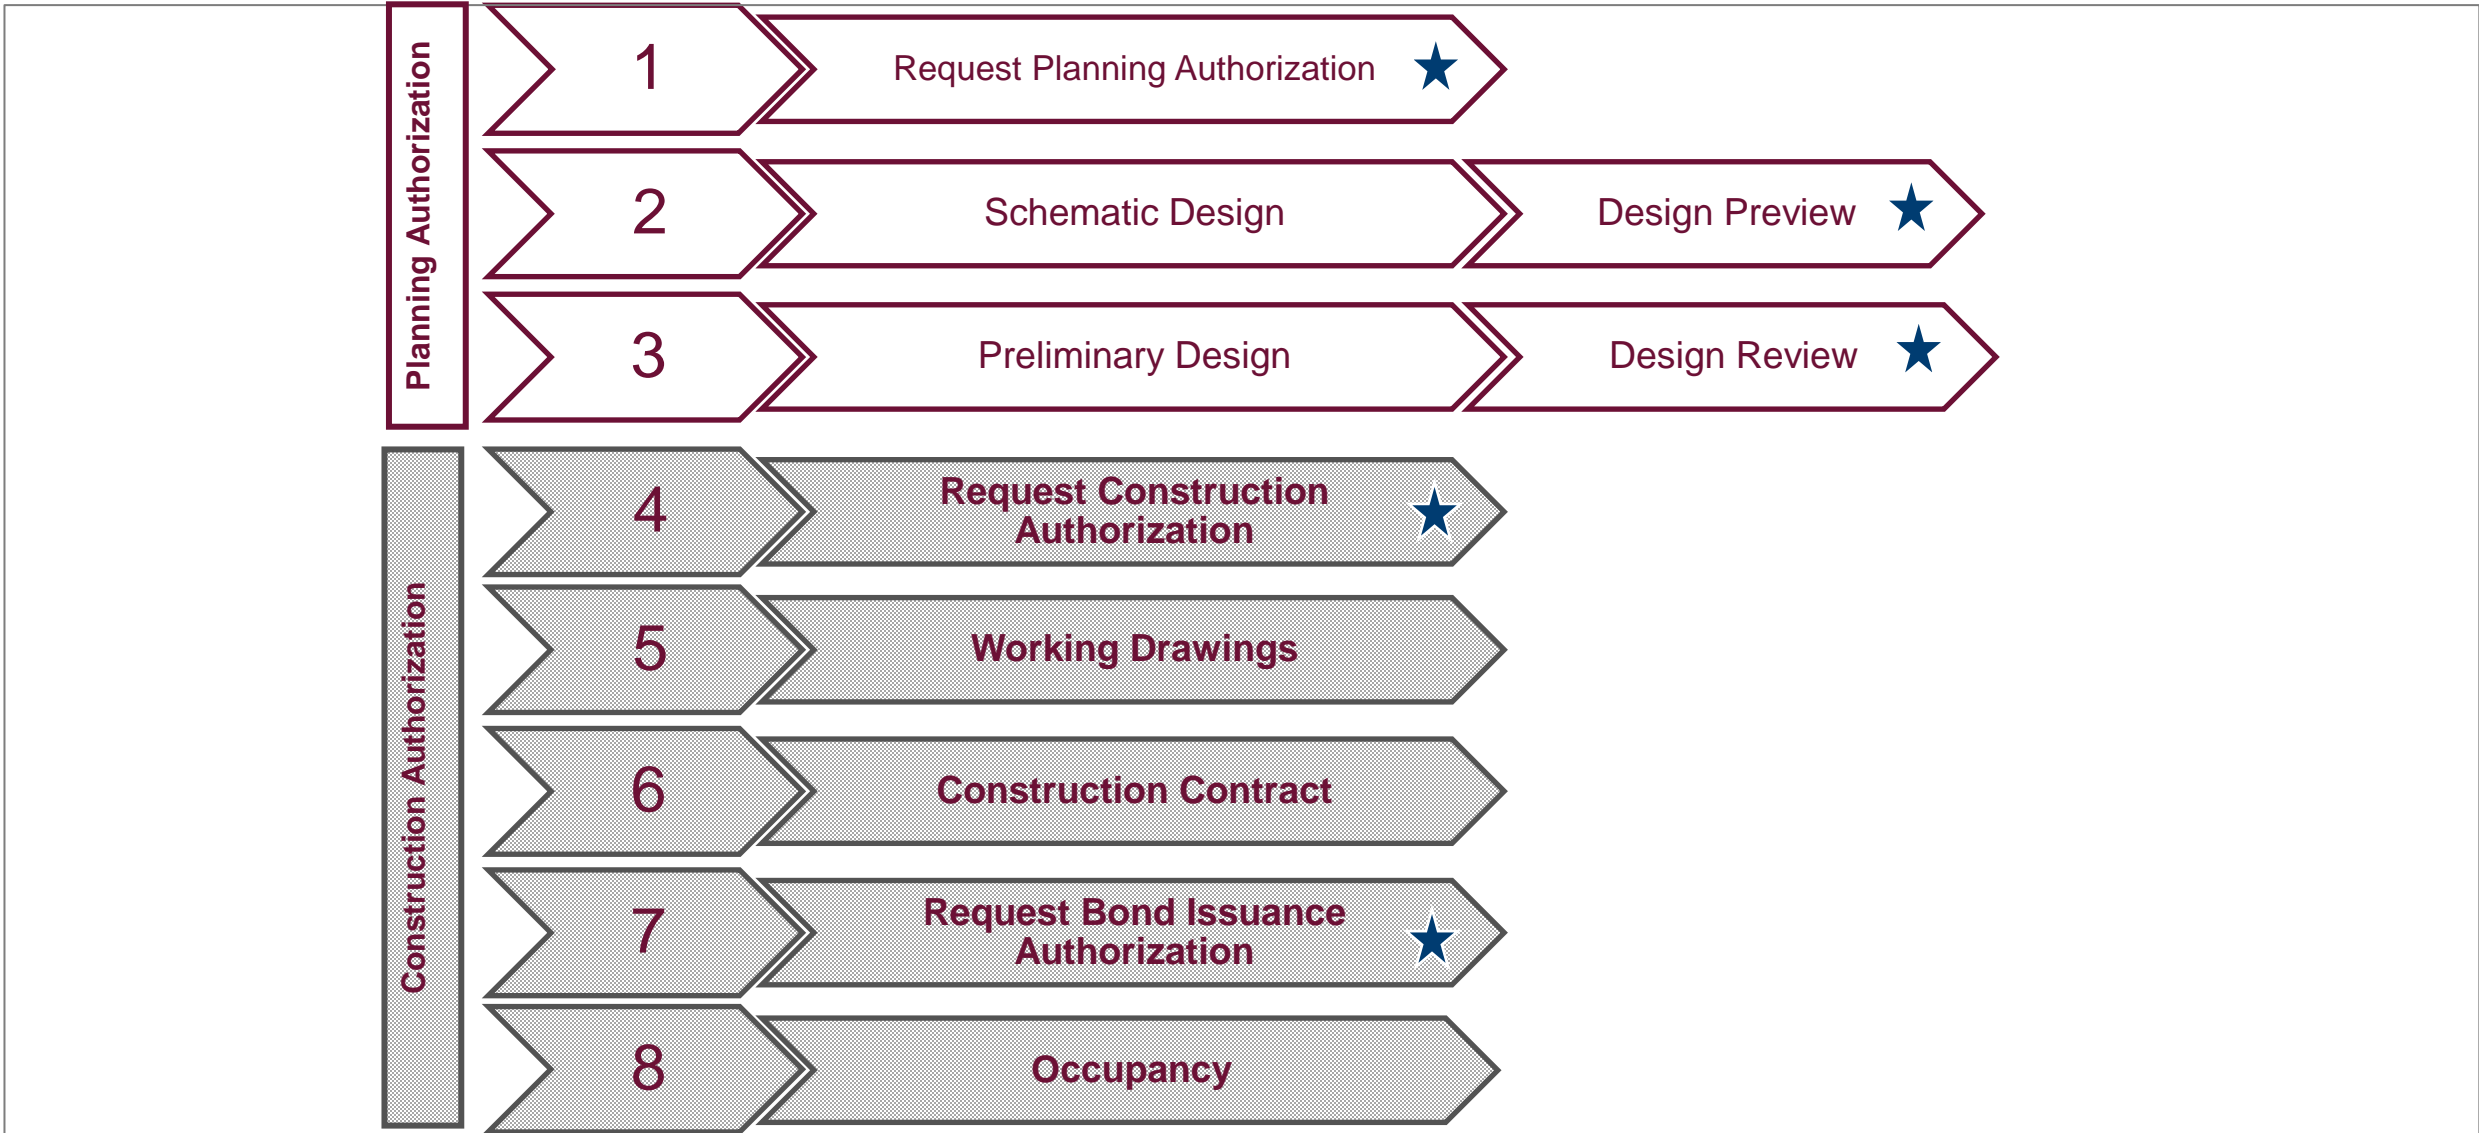 Planning Authorization
1
Request Planning Authorization
2
Schematic Design
Design Preview
3
Preliminary Design
Design Review
Construction Authorization
4
Request Construction
Authorization
5
Working Drawings
6
Construction Contract
7
Request Bond Issuance
Authorization
8
Occupancy